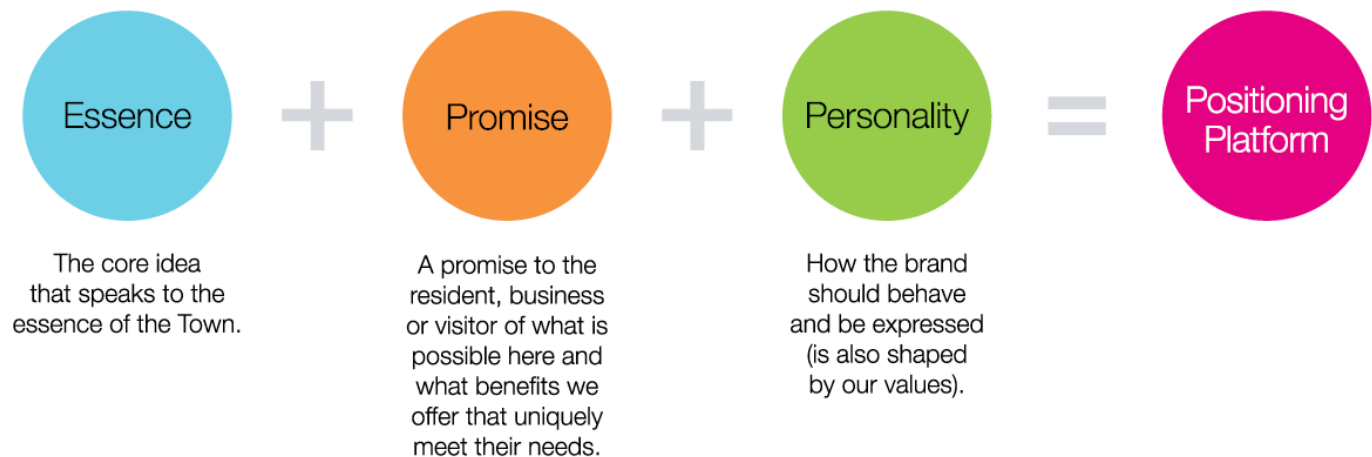 Essence
+
Promise
+
Personality
=
Positioning
Platform
The core idea
that speaks to the
essence of the Town.
A promise to the
resident, business
or visitor of what is
possible here and
what benefits we
offer that uniquely
meet their needs.
How the brand
should behave
and be expressed
(is also shaped
by our values).